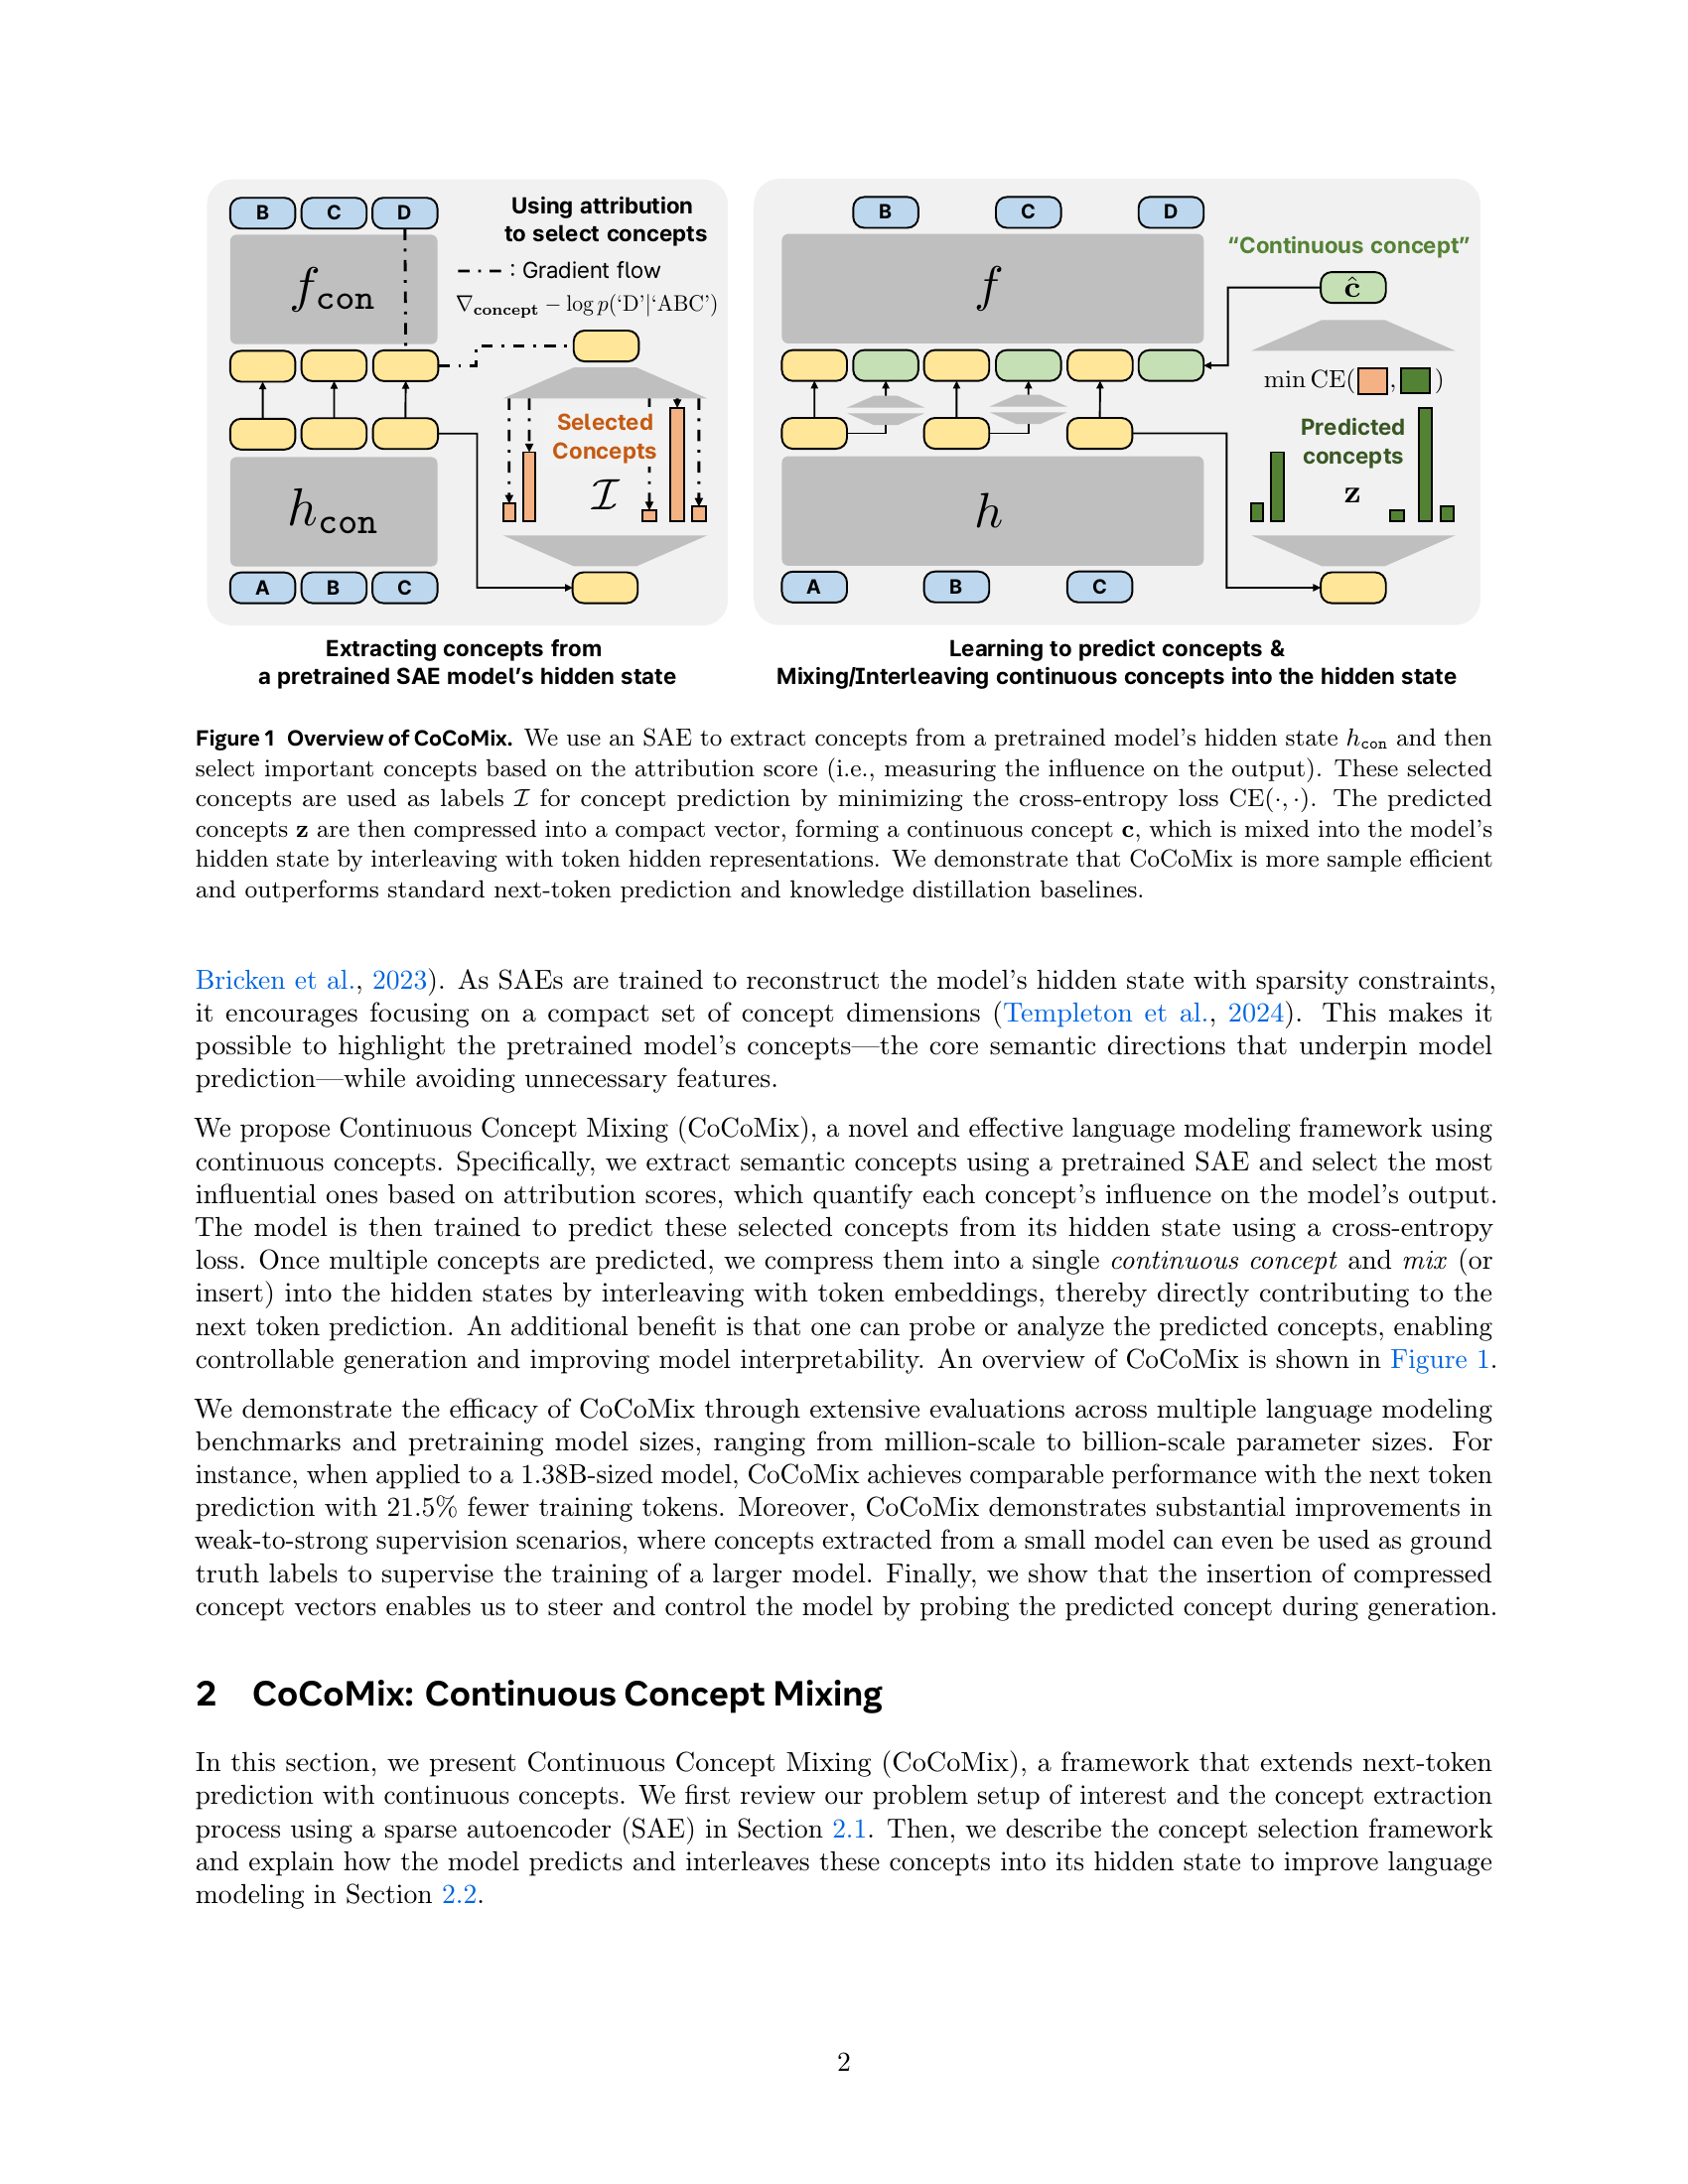 B C D
f_con
h_con
A B C
Using attribution
to select concepts
: Gradient flow
∇_concept − log p(‘D’|‘ABC’)
Selected
Concepts
ℐ
Extracting concepts from
a pretrained SAE model’s hidden state
B C D
f
h
A B C
“Continuous concept”
ĉ
min CE( , )
Predicted
concepts
z
Learning to predict concepts &
Mixing/Interleaving continuous concepts into the hidden state
Figure 1 Overview of CoCoMix. We use an SAE to extract concepts from a pretrained model’s hidden state h_con and then
select important concepts based on the attribution score (i.e., measuring the influence on the output). These selected
concepts are used as labels ℐ for concept prediction by minimizing the cross-entropy loss CE(·, ·). The predicted
concepts z are then compressed into a compact vector, forming a continuous concept c, which is mixed into the model’s
hidden state by interleaving with token hidden representations. We demonstrate that CoCoMix is more sample efficient
and outperforms standard next-token prediction and knowledge distillation baselines.
Bricken et al., 2023). As SAEs are trained to reconstruct the model’s hidden state with sparsity constraints,
it encourages focusing on a compact set of concept dimensions (Templeton et al., 2024). This makes it
possible to highlight the pretrained model’s concepts—the core semantic directions that underpin model
prediction—while avoiding unnecessary features.
We propose Continuous Concept Mixing (CoCoMix), a novel and effective language modeling framework using
continuous concepts. Specifically, we extract semantic concepts using a pretrained SAE and select the most
influential ones based on attribution scores, which quantify each concept’s influence on the model’s output.
The model is then trained to predict these selected concepts from its hidden state using a cross-entropy
loss. Once multiple concepts are predicted, we compress them into a single continuous concept and mix (or
insert) into the hidden states by interleaving with token embeddings, thereby directly contributing to the
next token prediction. An additional benefit is that one can probe or analyze the predicted concepts, enabling
controllable generation and improving model interpretability. An overview of CoCoMix is shown in Figure 1.
We demonstrate the efficacy of CoCoMix through extensive evaluations across multiple language modeling
benchmarks and pretraining model sizes, ranging from million-scale to billion-scale parameter sizes. For
instance, when applied to a 1.38B-sized model, CoCoMix achieves comparable performance with the next token
prediction with 21.5% fewer training tokens. Moreover, CoCoMix demonstrates substantial improvements in
weak-to-strong supervision scenarios, where concepts extracted from a small model can even be used as ground
truth labels to supervise the training of a larger model. Finally, we show that the insertion of compressed
concept vectors enables us to steer and control the model by probing the predicted concept during generation.
2 CoCoMix: Continuous Concept Mixing
In this section, we present Continuous Concept Mixing (CoCoMix), a framework that extends next-token
prediction with continuous concepts. We first review our problem setup of interest and the concept extraction
process using a sparse autoencoder (SAE) in Section 2.1. Then, we describe the concept selection framework
and explain how the model predicts and interleaves these concepts into its hidden state to improve language
modeling in Section 2.2.
2